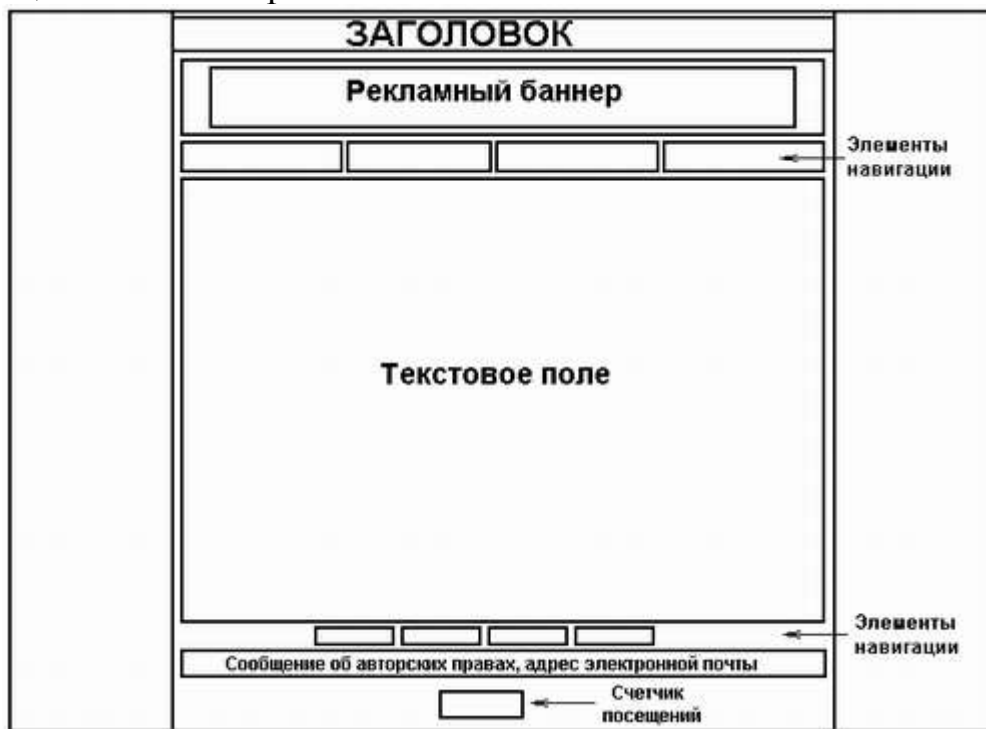 ЗАГОЛОВОК
Рекламный баннер
Элементы
навигации
Текстовое поле
Элементы
навигации
Сообщение об авторских правах, адрес электронной почты
Счетчик
посещений